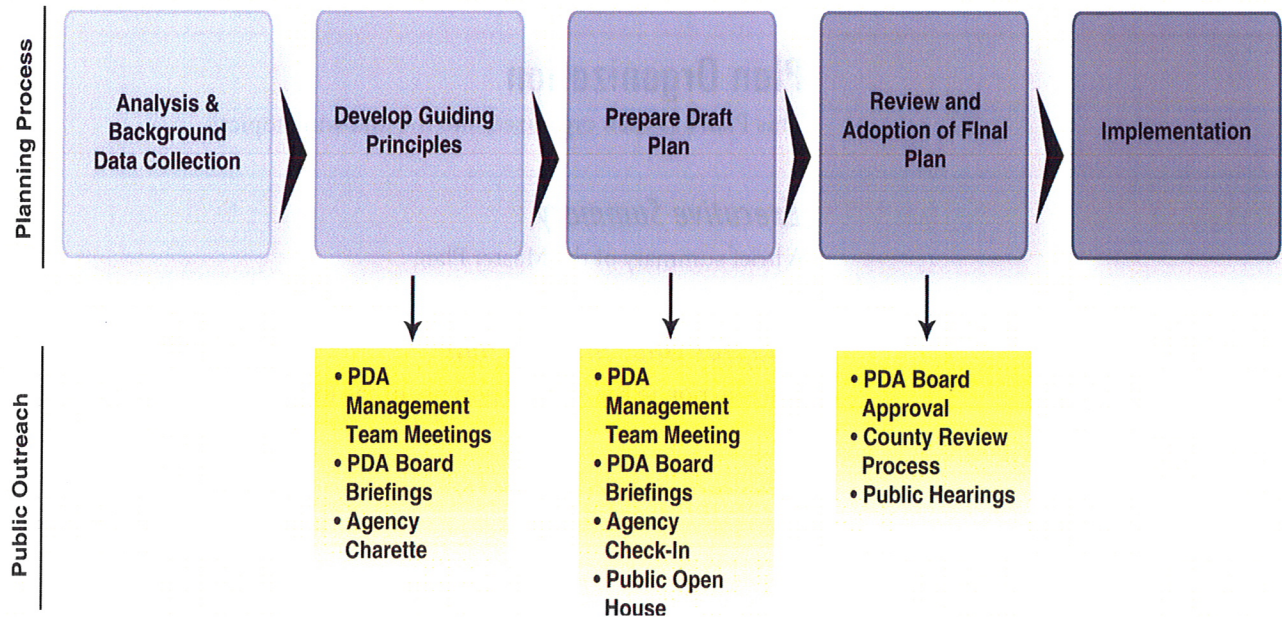 Planning Process
Analysis &
Background
Data Collection
Develop Guiding
Principles
Prepare Draft
Plan
Review and
Adoption of FInal
Plan
Implementation
Public Outreach
• PDA
Management
Team Meetings
• PDA Board
Briefings
• Agency
Charette
• PDA
Management
Team Meeting
• PDA Board
Briefings
• Agency
Check-In
• Public Open
House
• PDA Board
Approval
• County Review
Process
• Public Hearings